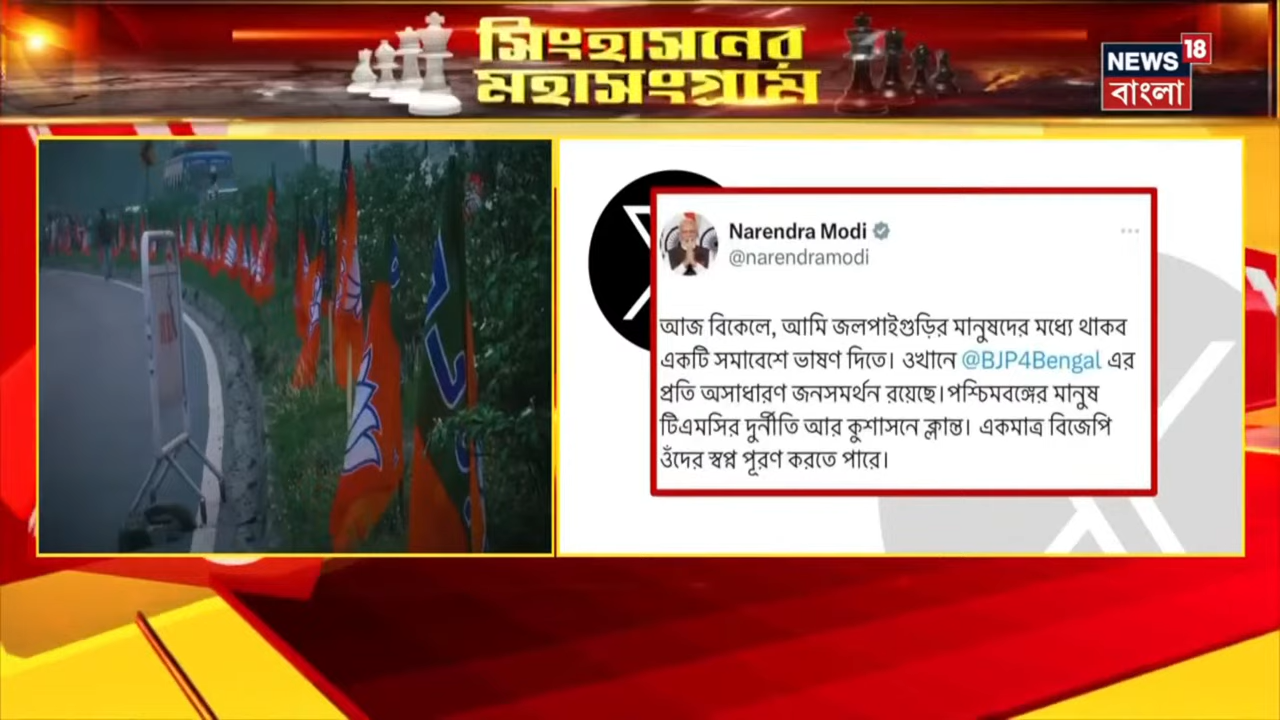 সিংহাসনের
মহাসংগ্রাম
NEWS 18
বাংলা
Narendra Modi
@narendramodi
আজ বিকেলে, আমি জলপাইগুড়ির মানুষদের মধ্যে থাকব
একটি সমাবেশে ভাষণ দিতে। ওখানে @BJP4Bengal এর
প্রতি অসাধারণ জনসমর্থন রয়েছে।পশ্চিমবঙ্গের মানুষ
টিএমসির দুর্নীতি আর কুশাসনে ক্লান্ত। একমাত্র বিজেপি
ওঁদের স্বপ্ন পূরণ করতে পারে।